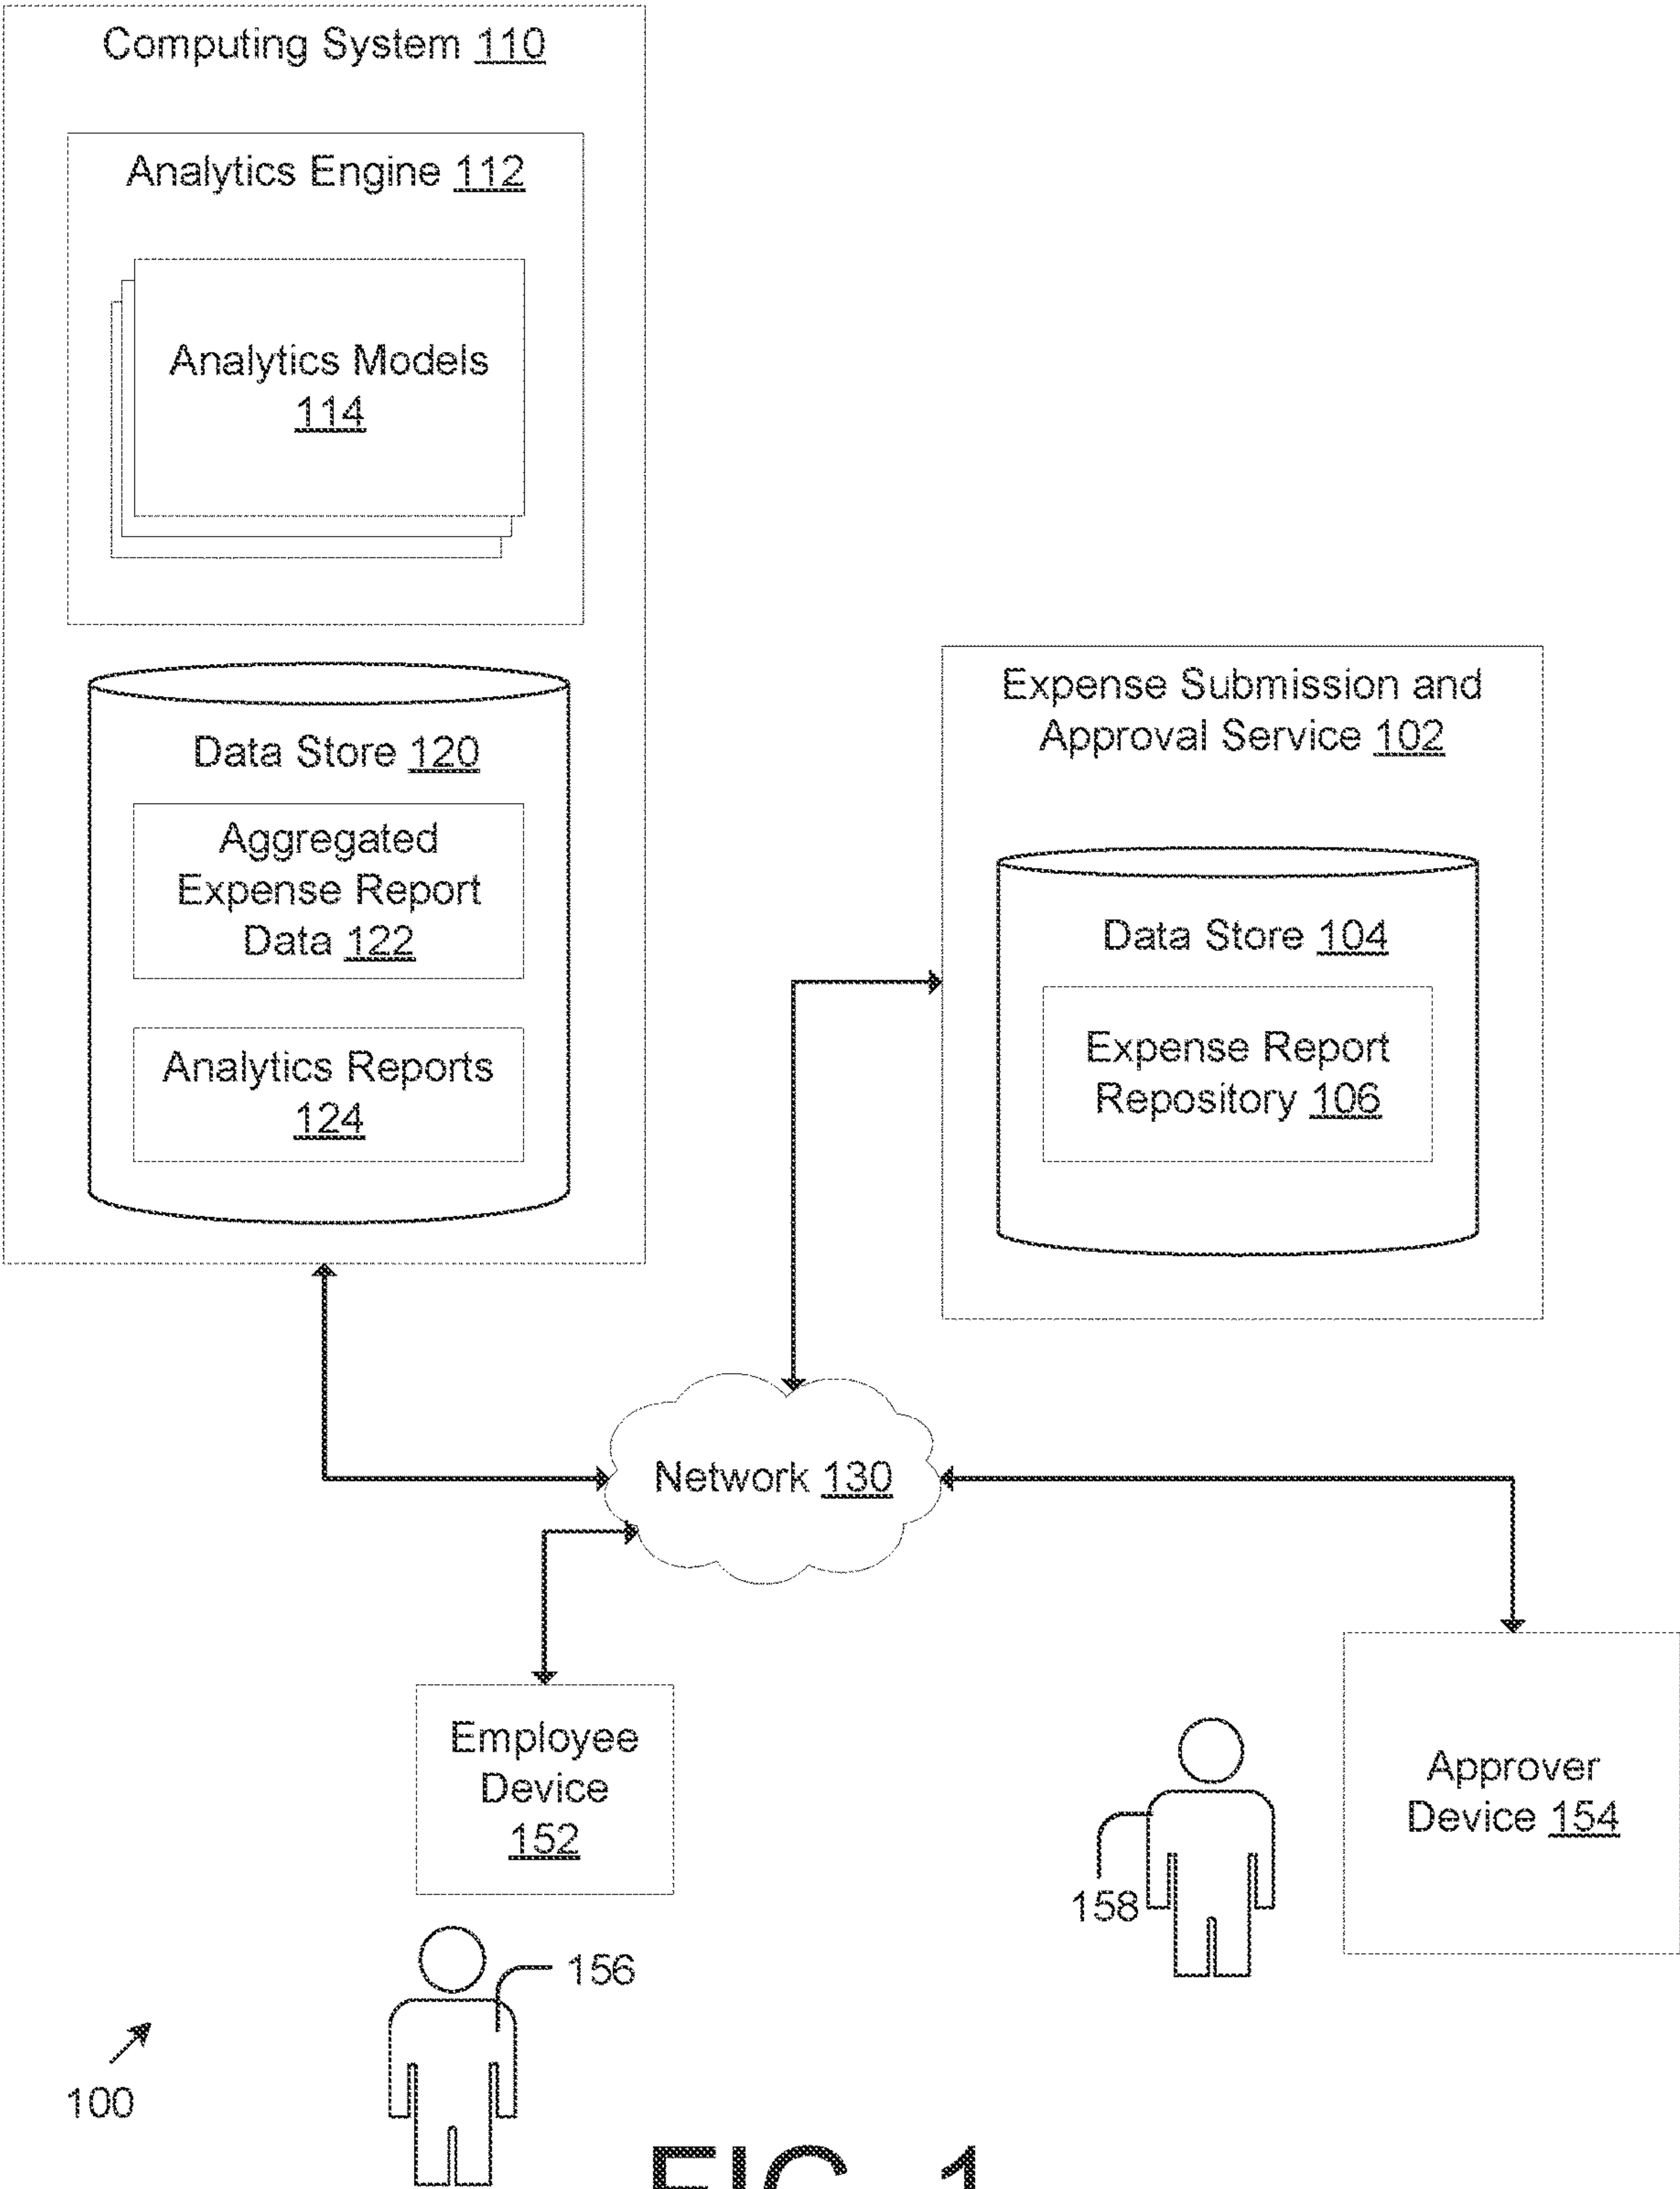 Computing System 110
Analytics Engine 112
Analytics Models
114
Data Store 120
Aggregated
Expense Report
Data 122
Analytics Reports
124
Expense Submission and
Approval Service 102
Data Store 104
Expense Report
Repository 106
Network 130
Employee
Device
152
Approver
Device 154
158
156
100
FIG. 1